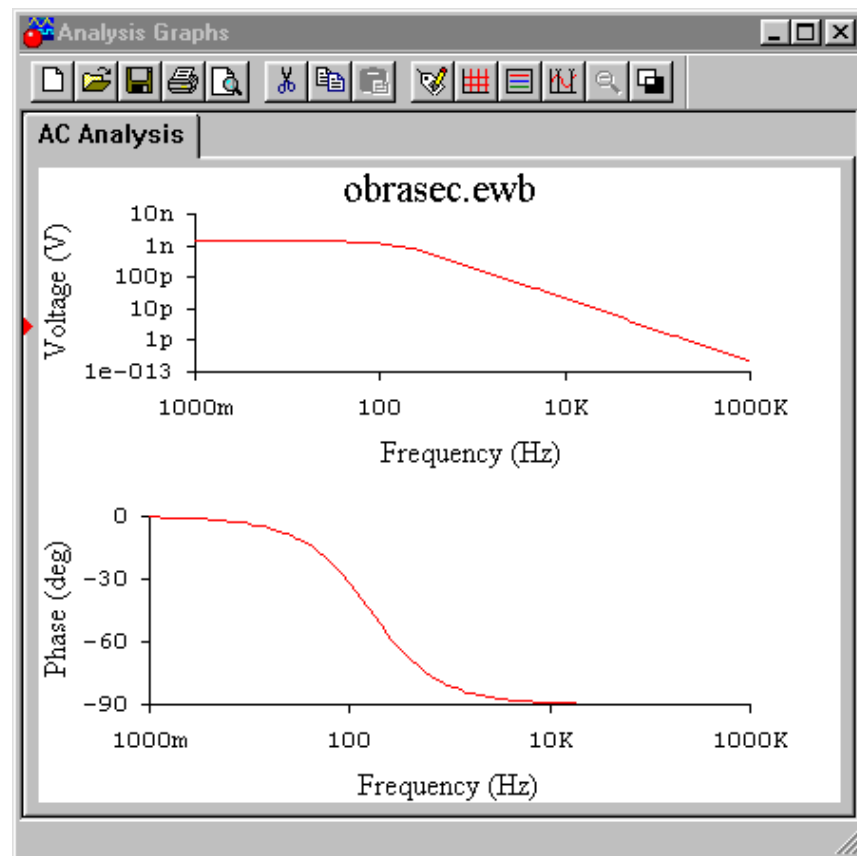 Analysis Graphs
AC Analysis
obrasec.ewb
10n
1n
100p
10p
1p
1e-013
Voltage (V)
1000m 100 10K 1000K
Frequency (Hz)
0
-30
-60
-90
Phase (deg)
1000m 100 10K 1000K
Frequency (Hz)